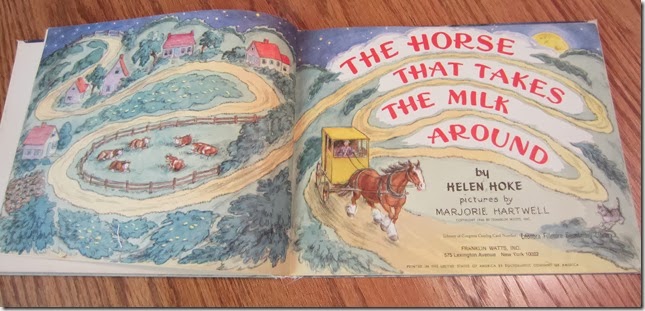 THE HORSE
THAT TAKES
THE MILK
AROUND
by
HELEN HOKE
pictures by
MARJORIE HARTWELL
FRANKLIN WATTS, INC.
575 Lexington Avenue New York 10022